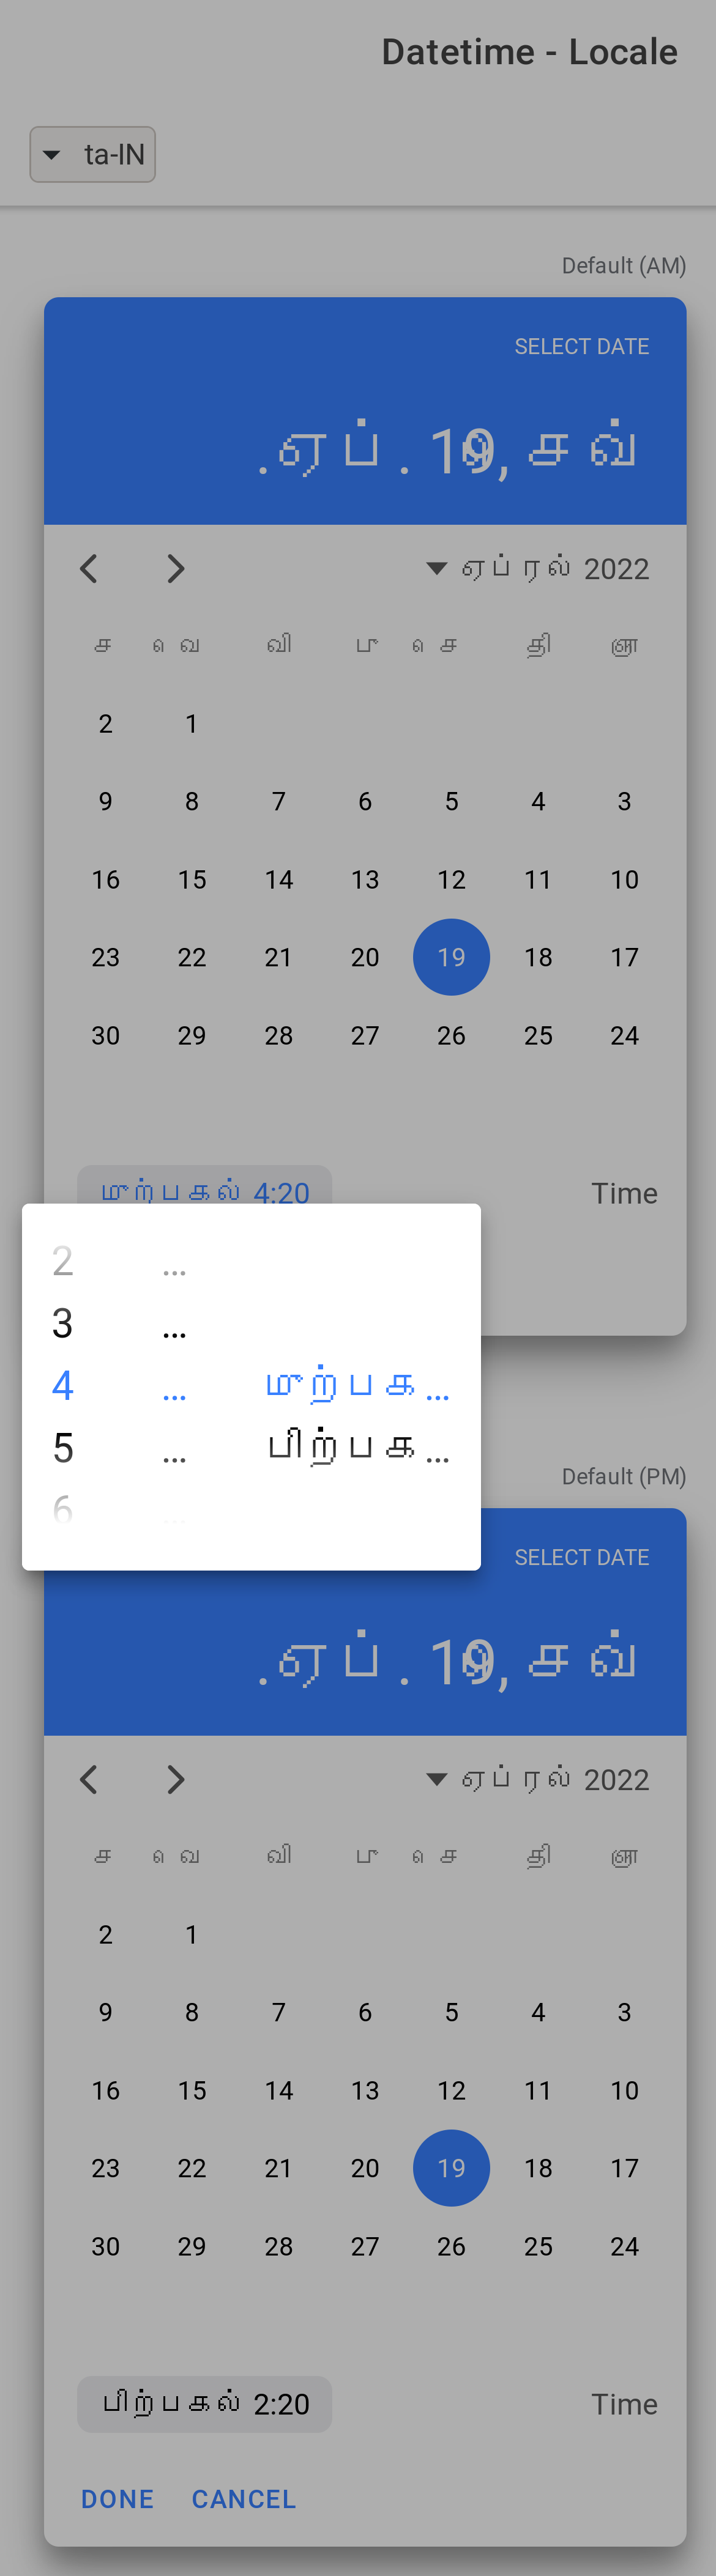 Datetime - Locale
ta-IN
Default (AM)
SELECT DATE
.ஏப். 19, செவ்
ஏப்ரல் 2022
ச வெ வி பு செ தி ஞா
2 1
9 8 7 6 5 4 3
16 15 14 13 12 11 10
23 22 21 20 19 18 17
30 29 28 27 26 25 24
முற்பகல் 4:20 Time
2 ...
3 ...
4 ... முற்பக...
5 ... பிற்பக...
6 ...
Default (PM)
SELECT DATE
.ஏப். 19, செவ்
ஏப்ரல் 2022
ச வெ வி பு செ தி ஞா
2 1
9 8 7 6 5 4 3
16 15 14 13 12 11 10
23 22 21 20 19 18 17
30 29 28 27 26 25 24
பிற்பகல் 2:20 Time
DONE CANCEL